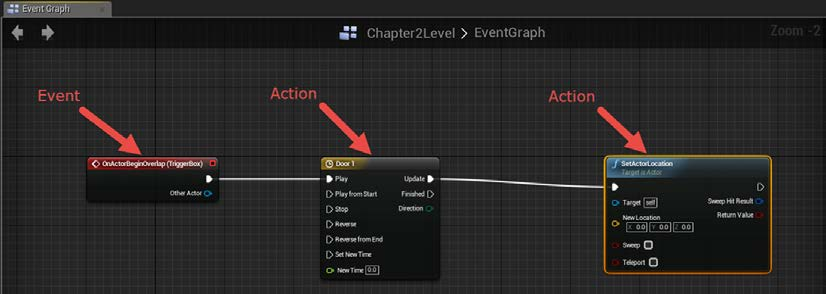 Event Graph
Chapter2Level > EventGraph
Zoom -2
Event
Action
Action
OnActorBeginOverlap (TriggerBox)
Other Actor
Door 1
Play
Update
Play from Start
Finished
Stop
Direction
Reverse
Reverse from End
Set New Time
New Time 0.0
SetActorLocation
Target is Actor
Target self
Sweep Hit Result
New Location
Return Value
X 0.0 Y 0.0 Z 0.0
Sweep
Teleport